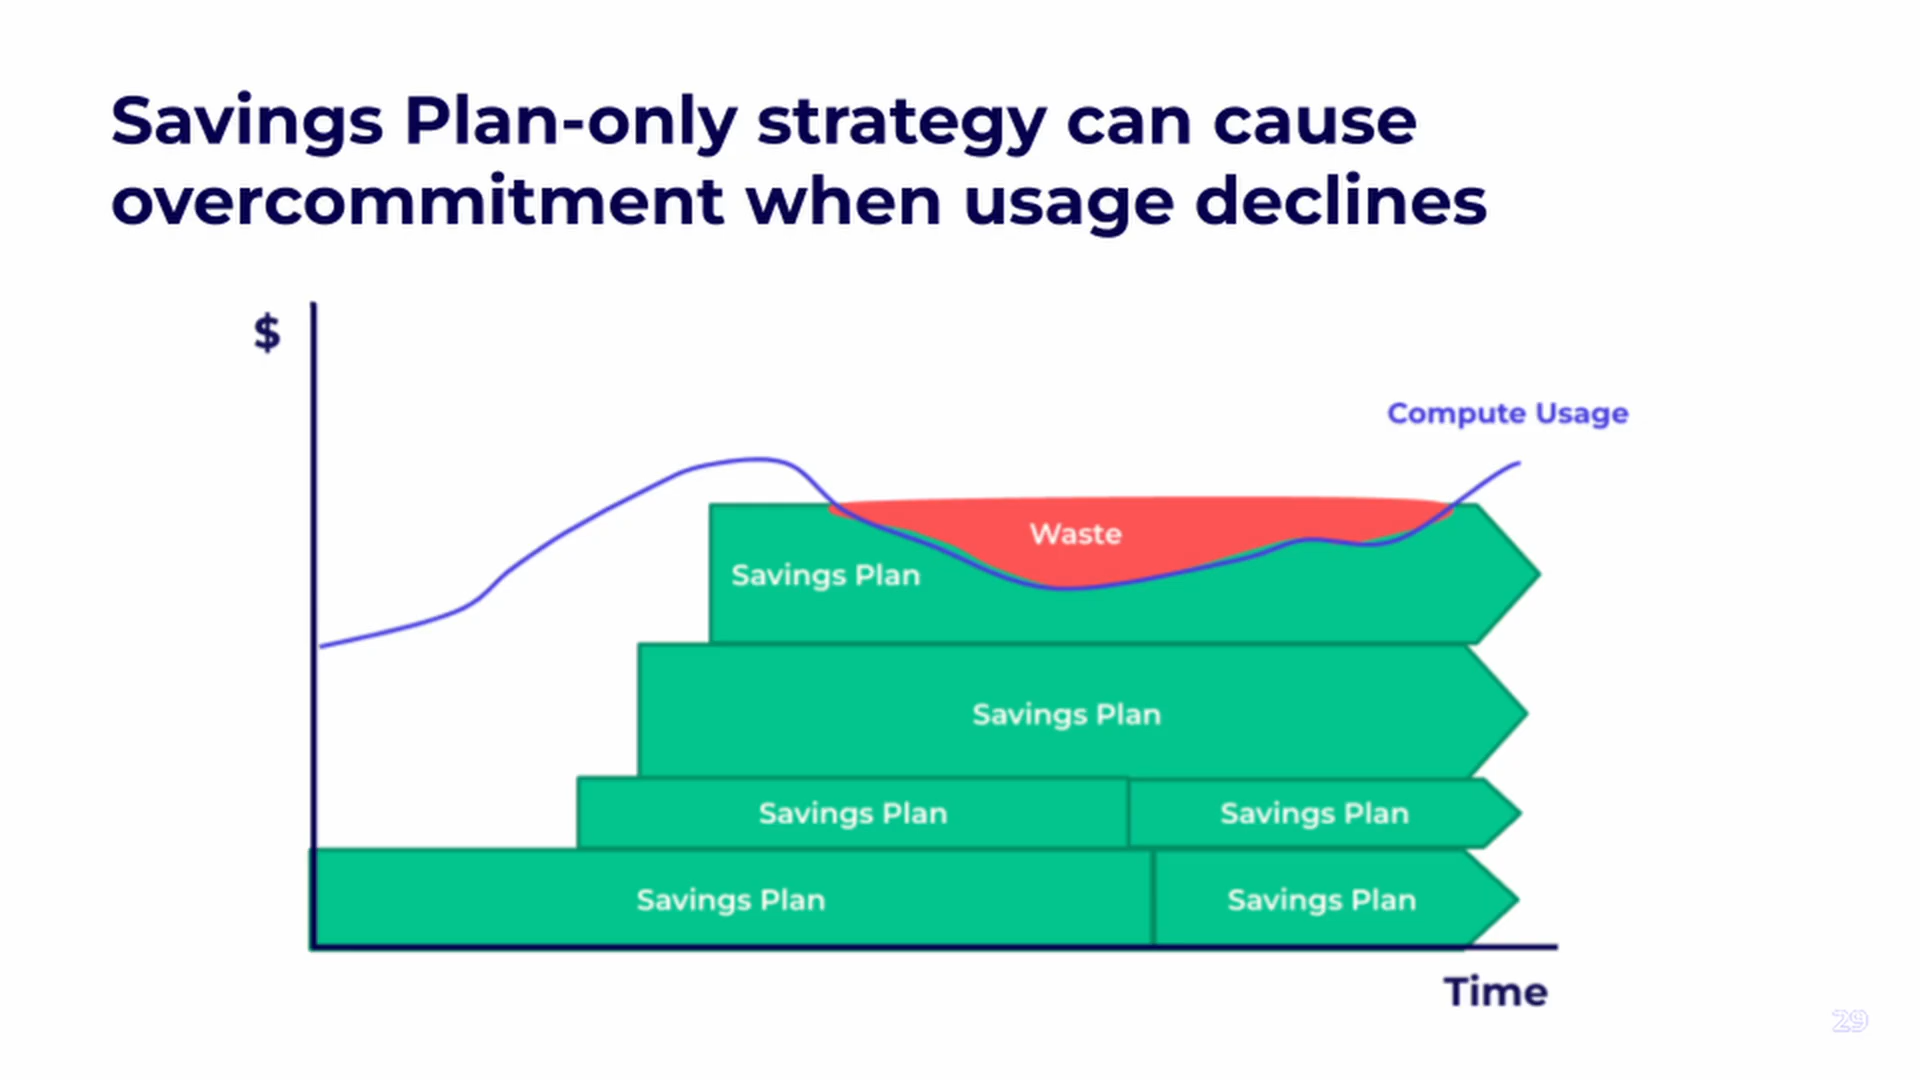 Savings Plan-only strategy can cause
overcommitment when usage declines
$
Compute Usage
Waste
Savings Plan
Savings Plan
Savings Plan
Savings Plan
Savings Plan
Savings Plan
Time
29